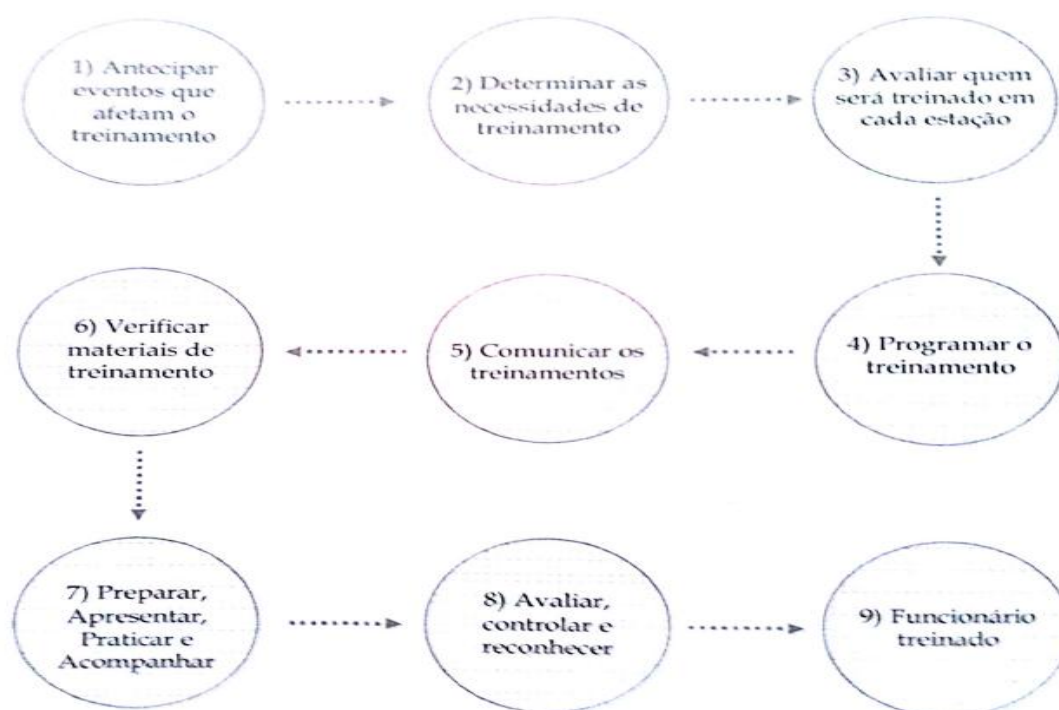 1) Antecipar
eventos que
afetam o
treinamento
2) Determinar as
necessidades de
treinamento
3) Avaliar quem
será treinado em
cada estação
6) Verificar
materiais de
treinamento
5) Comunicar os
treinamentos
4) Programar o
treinamento
7) Preparar,
Apresentar,
Praticar e
Acompanhar
8) Avaliar,
controlar e
reconhecer
9) Funcionário
treinado